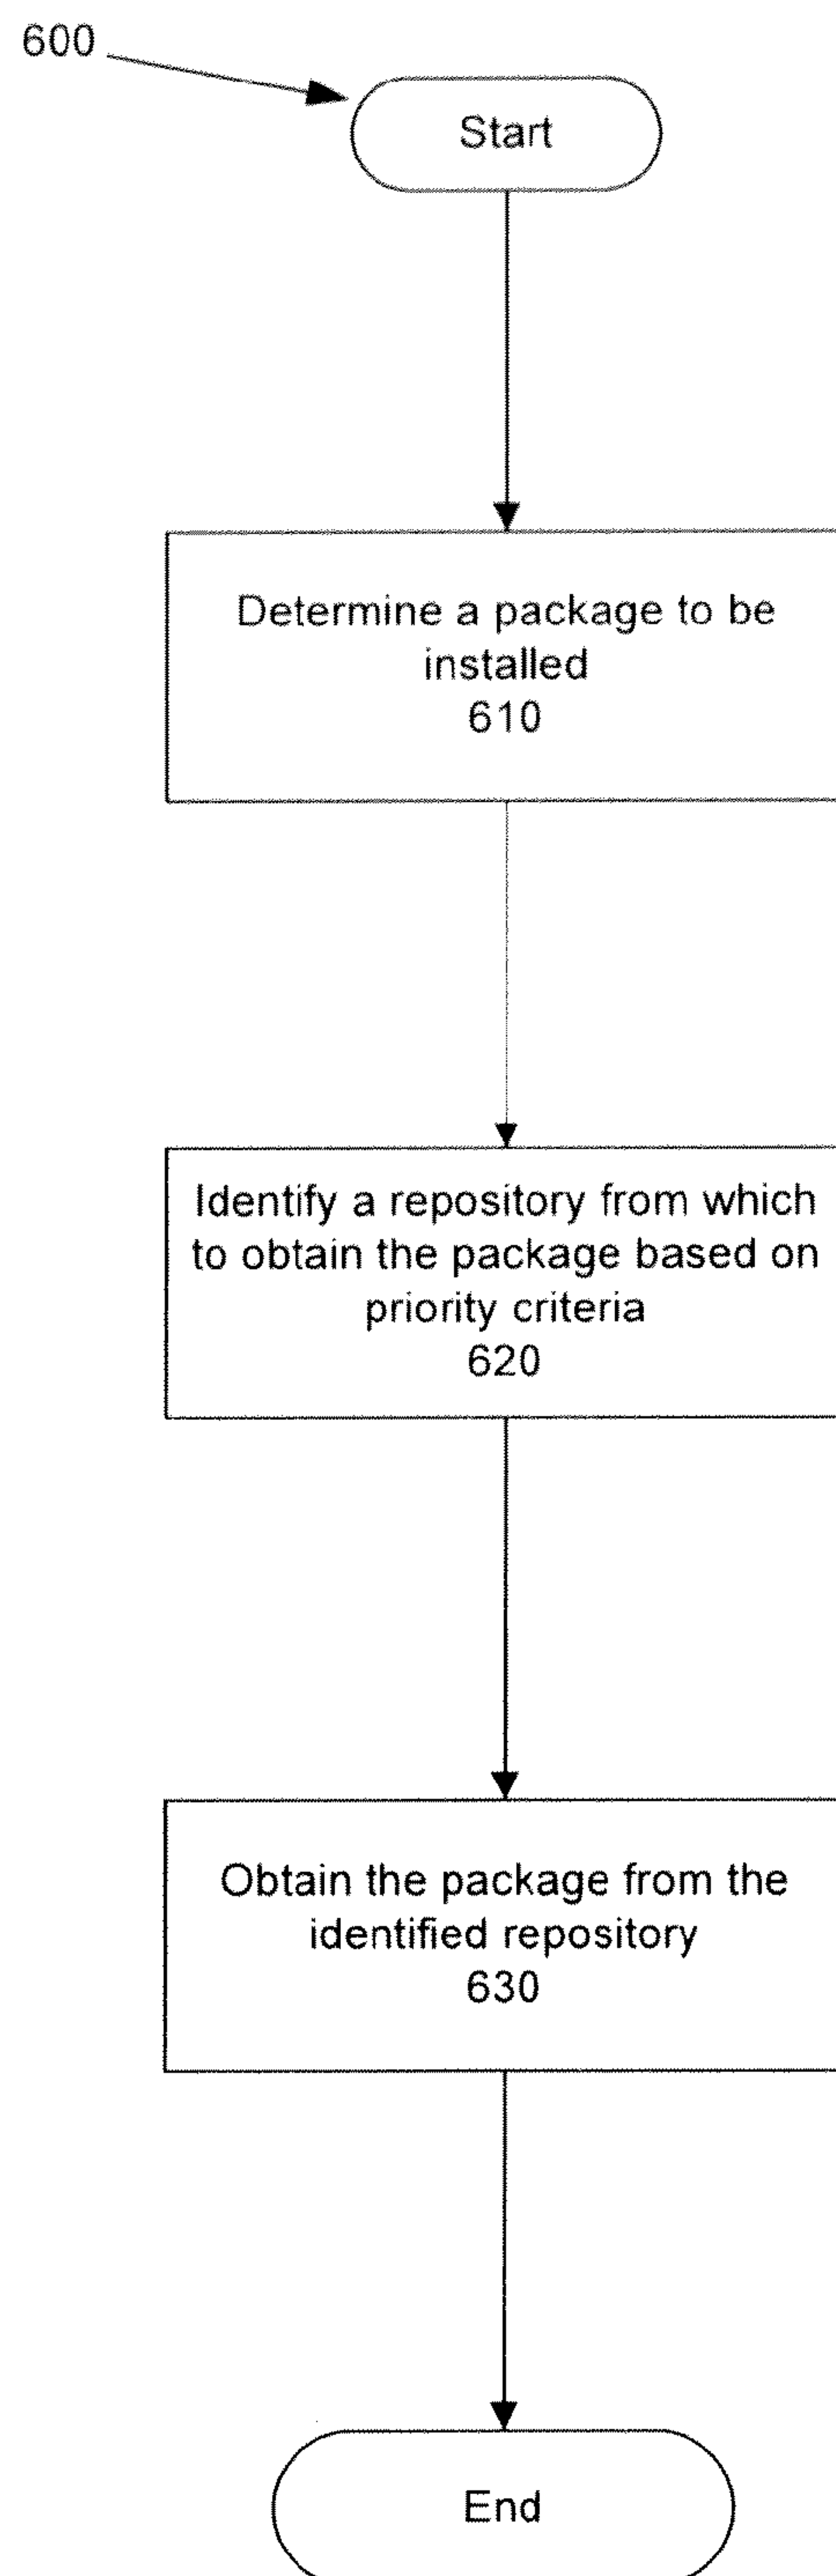 600
Start
Determine a package to be
installed
610
Identify a repository from which
to obtain the package based on
priority criteria
620
Obtain the package from the
identified repository
630
End